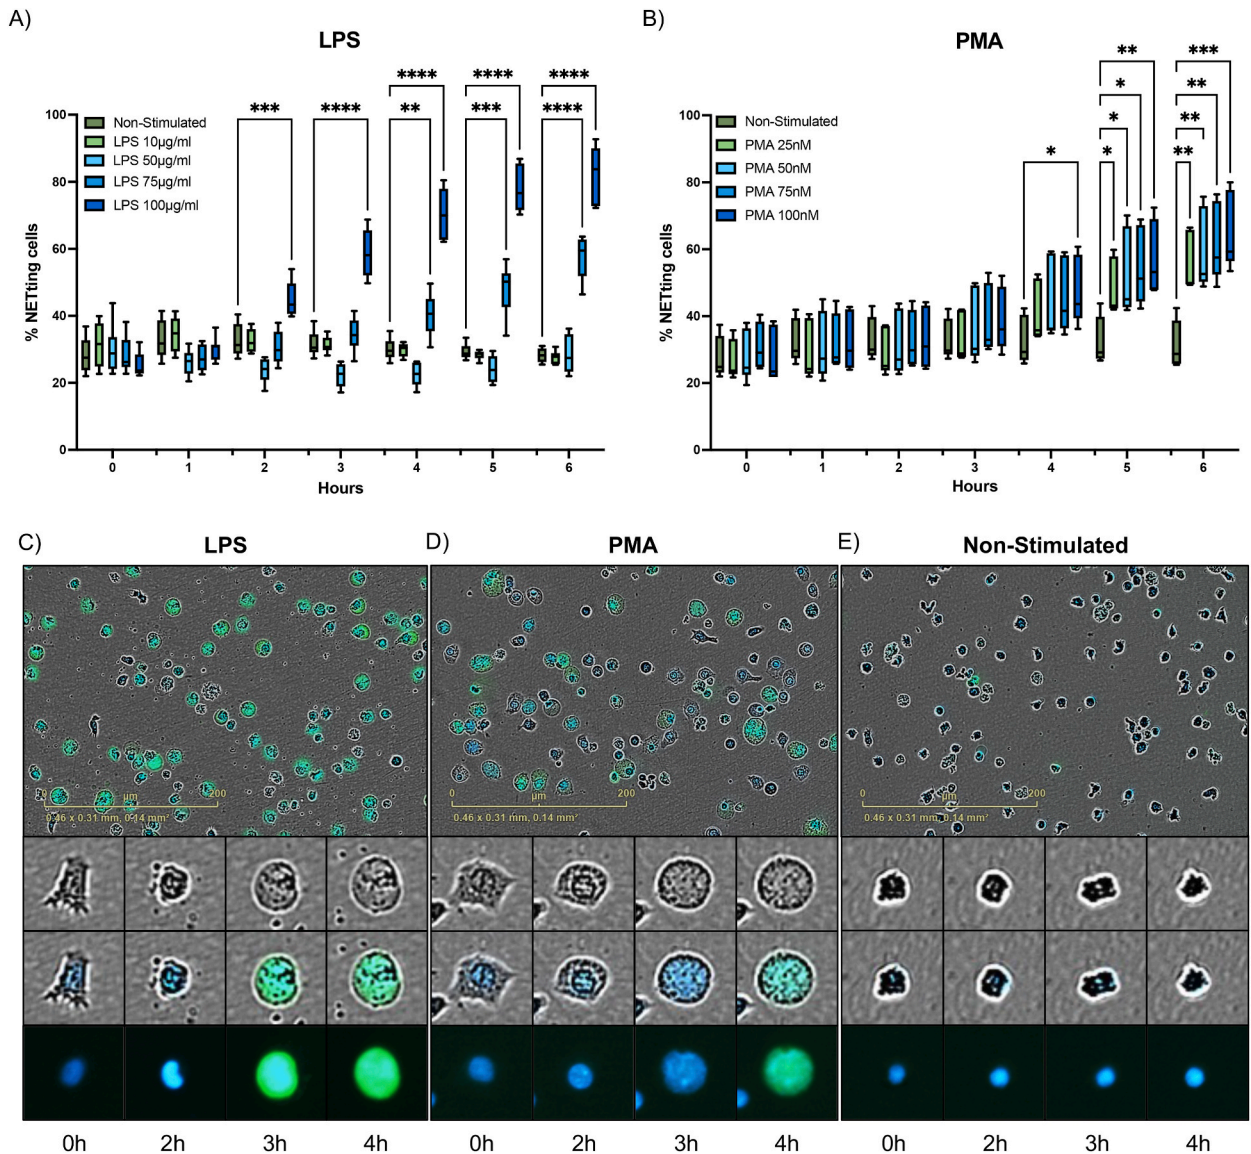 A)
LPS
% NETting cells
100
80
60
40
20
0
Non-Stimulated
LPS 10µg/ml
LPS 50µg/ml
LPS 75µg/ml
LPS 100µg/ml
*** **** **** ** **** *** **** ****
0 1 2 3 4 5 6
Hours
B)
PMA
% NETting cells
100
80
60
40
20
0
Non-Stimulated
PMA 25nM
PMA 50nM
PMA 75nM
PMA 100nM
* ** * * * *** ** ** **
0 1 2 3 4 5 6
Hours
C)
LPS
0 µm 200
0.46 x 0.31 mm, 0.14 mm²
0h 2h 3h 4h
D)
PMA
0 µm 200
0.46 x 0.31 mm, 0.14 mm²
0h 2h 3h 4h
E)
Non-Stimulated
0 µm 200
0.46 x 0.31 mm, 0.14 mm²
0h 2h 3h 4h